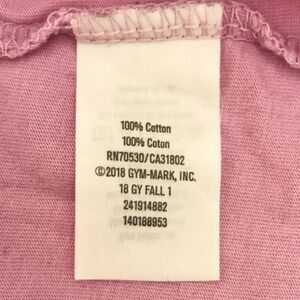 100% Cotton
100% Coton
RN70530/CA31802
©2018 GYM-MARK, INC.
18 GY FALL 1
241914882
140188953